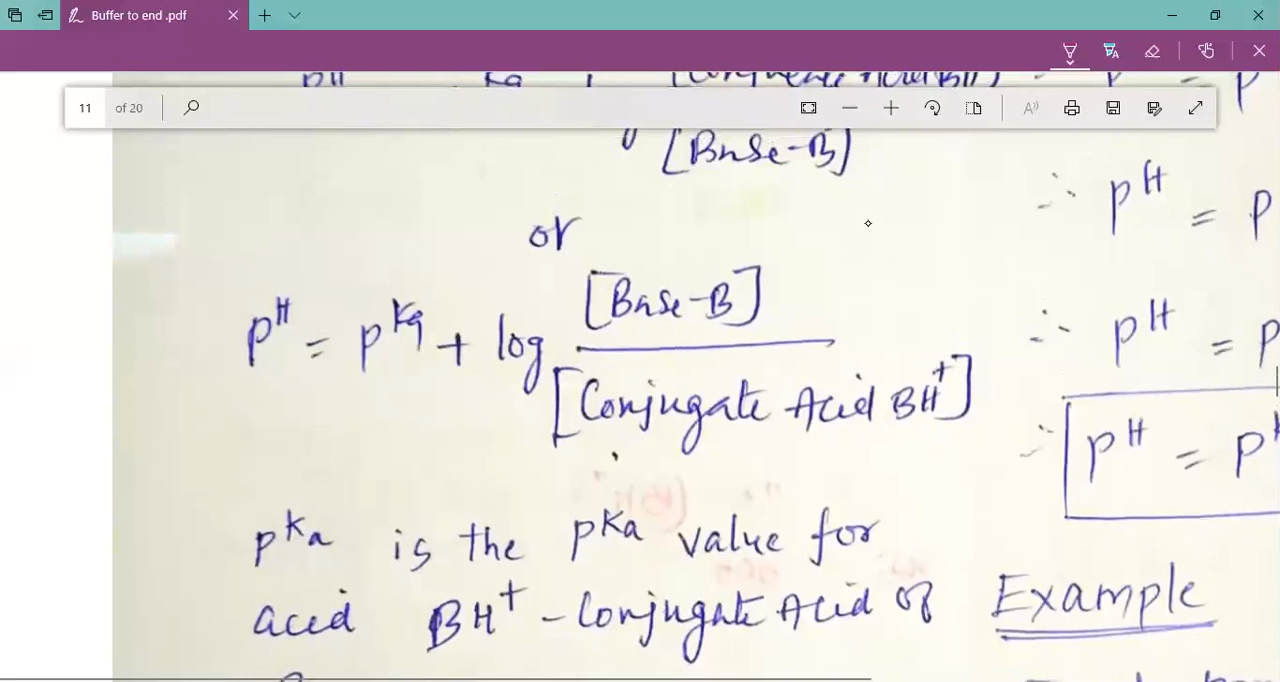 Buffer to end .pdf
11 of 20
[Base-B]
or
pH = pKa + log [Base-B]
[Conjugate Acid BH+]
pKa is the pKa value for
acid BH+ - Conjugate Acid of
pH = P
pH = P
pH = P
Example